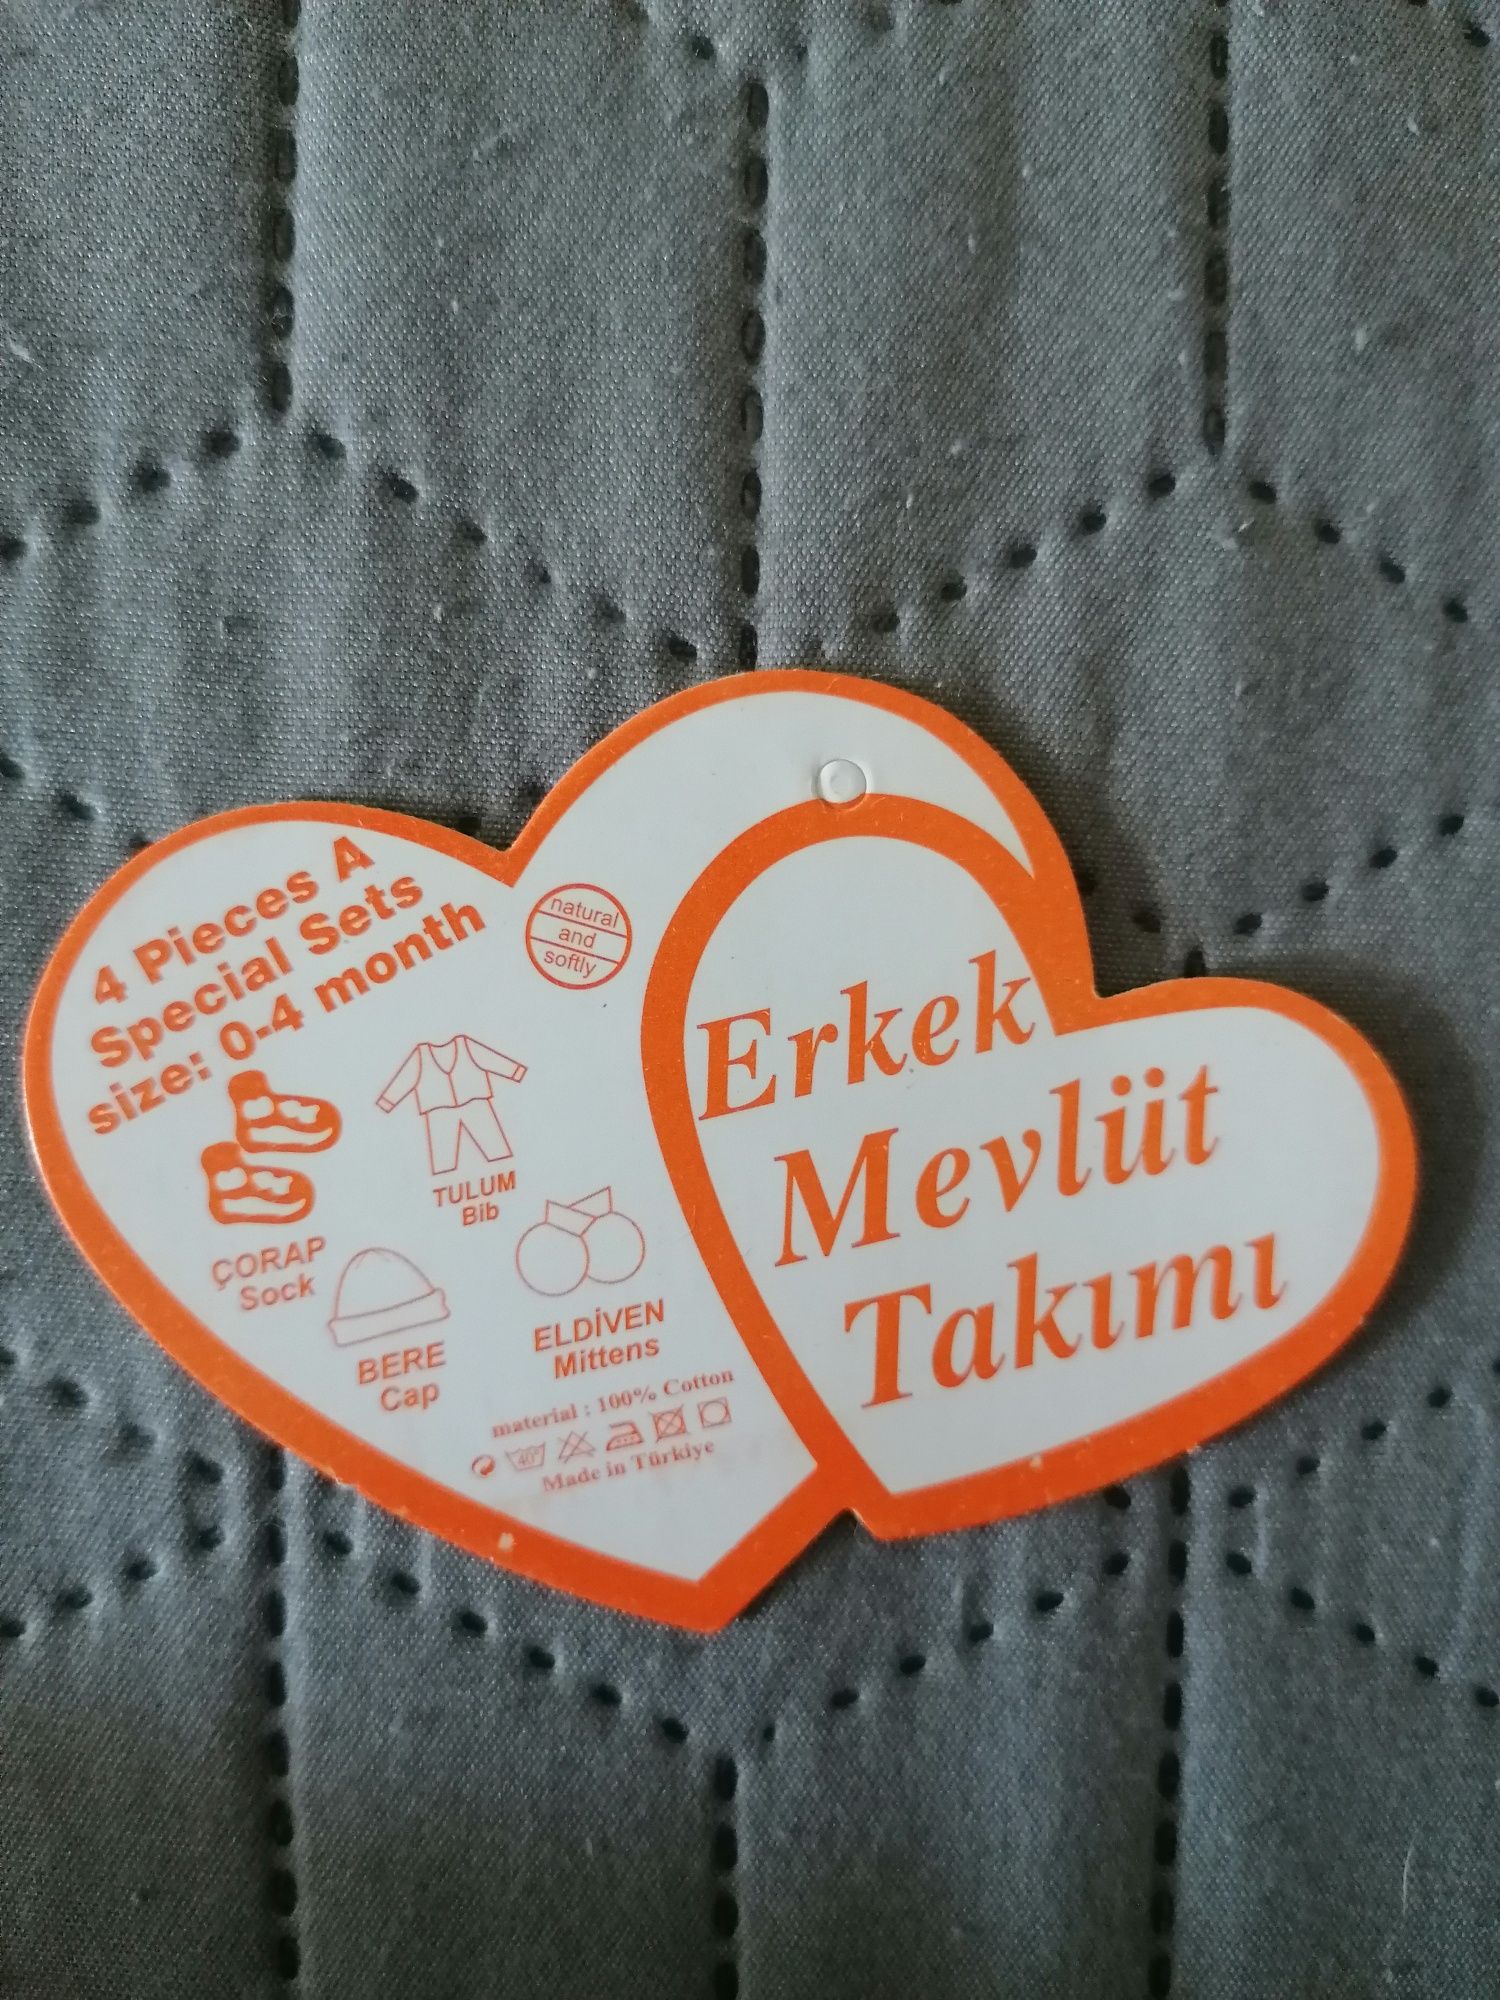 4 Pieces A
Special Sets
size: 0-4 month
natural
and
softly
TULUM
Bib
ÇORAP
Sock
BERE
Cap
ELDİVEN
Mittens
material : 100% Cotton
40°
Made in Türkiye
Erkek
Mevlüt
Takımı